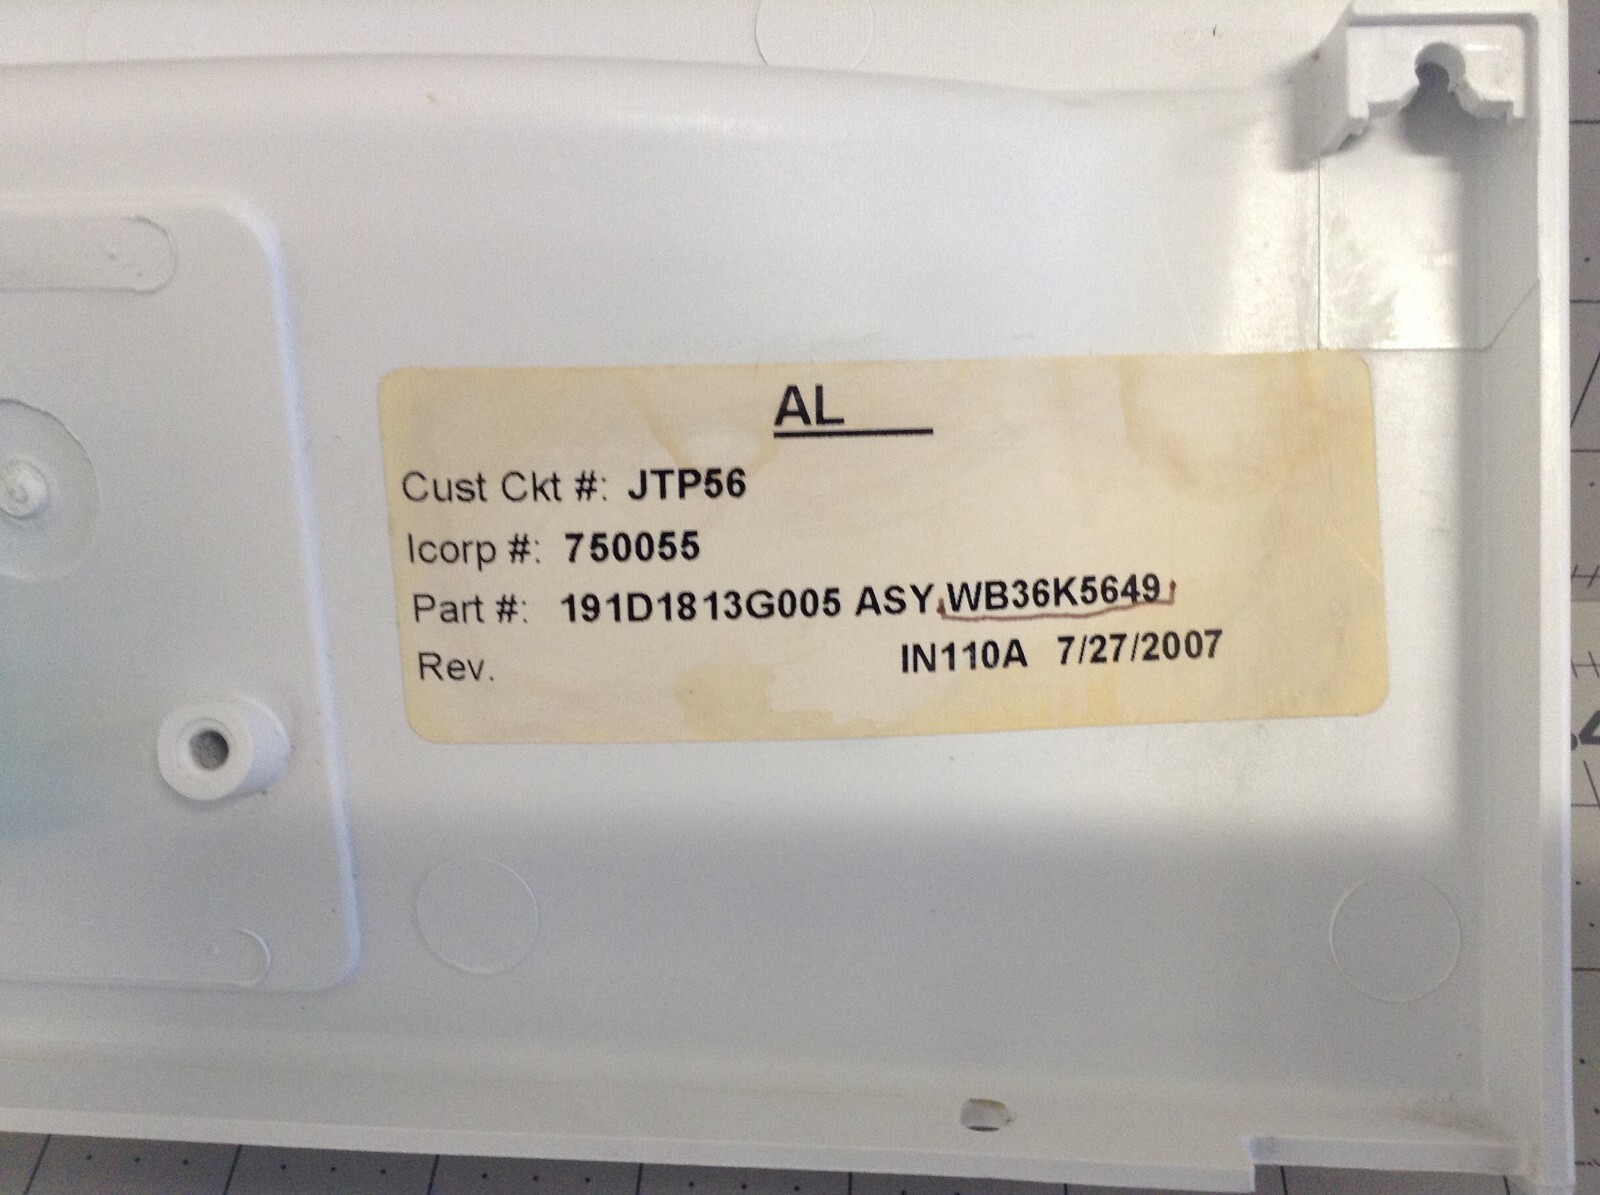 AL
Cust Ckt #: JTP56
Icorp #: 750055
Part #: 191D1813G005 ASY,WB36K5649
Rev. IN110A 7/27/2007